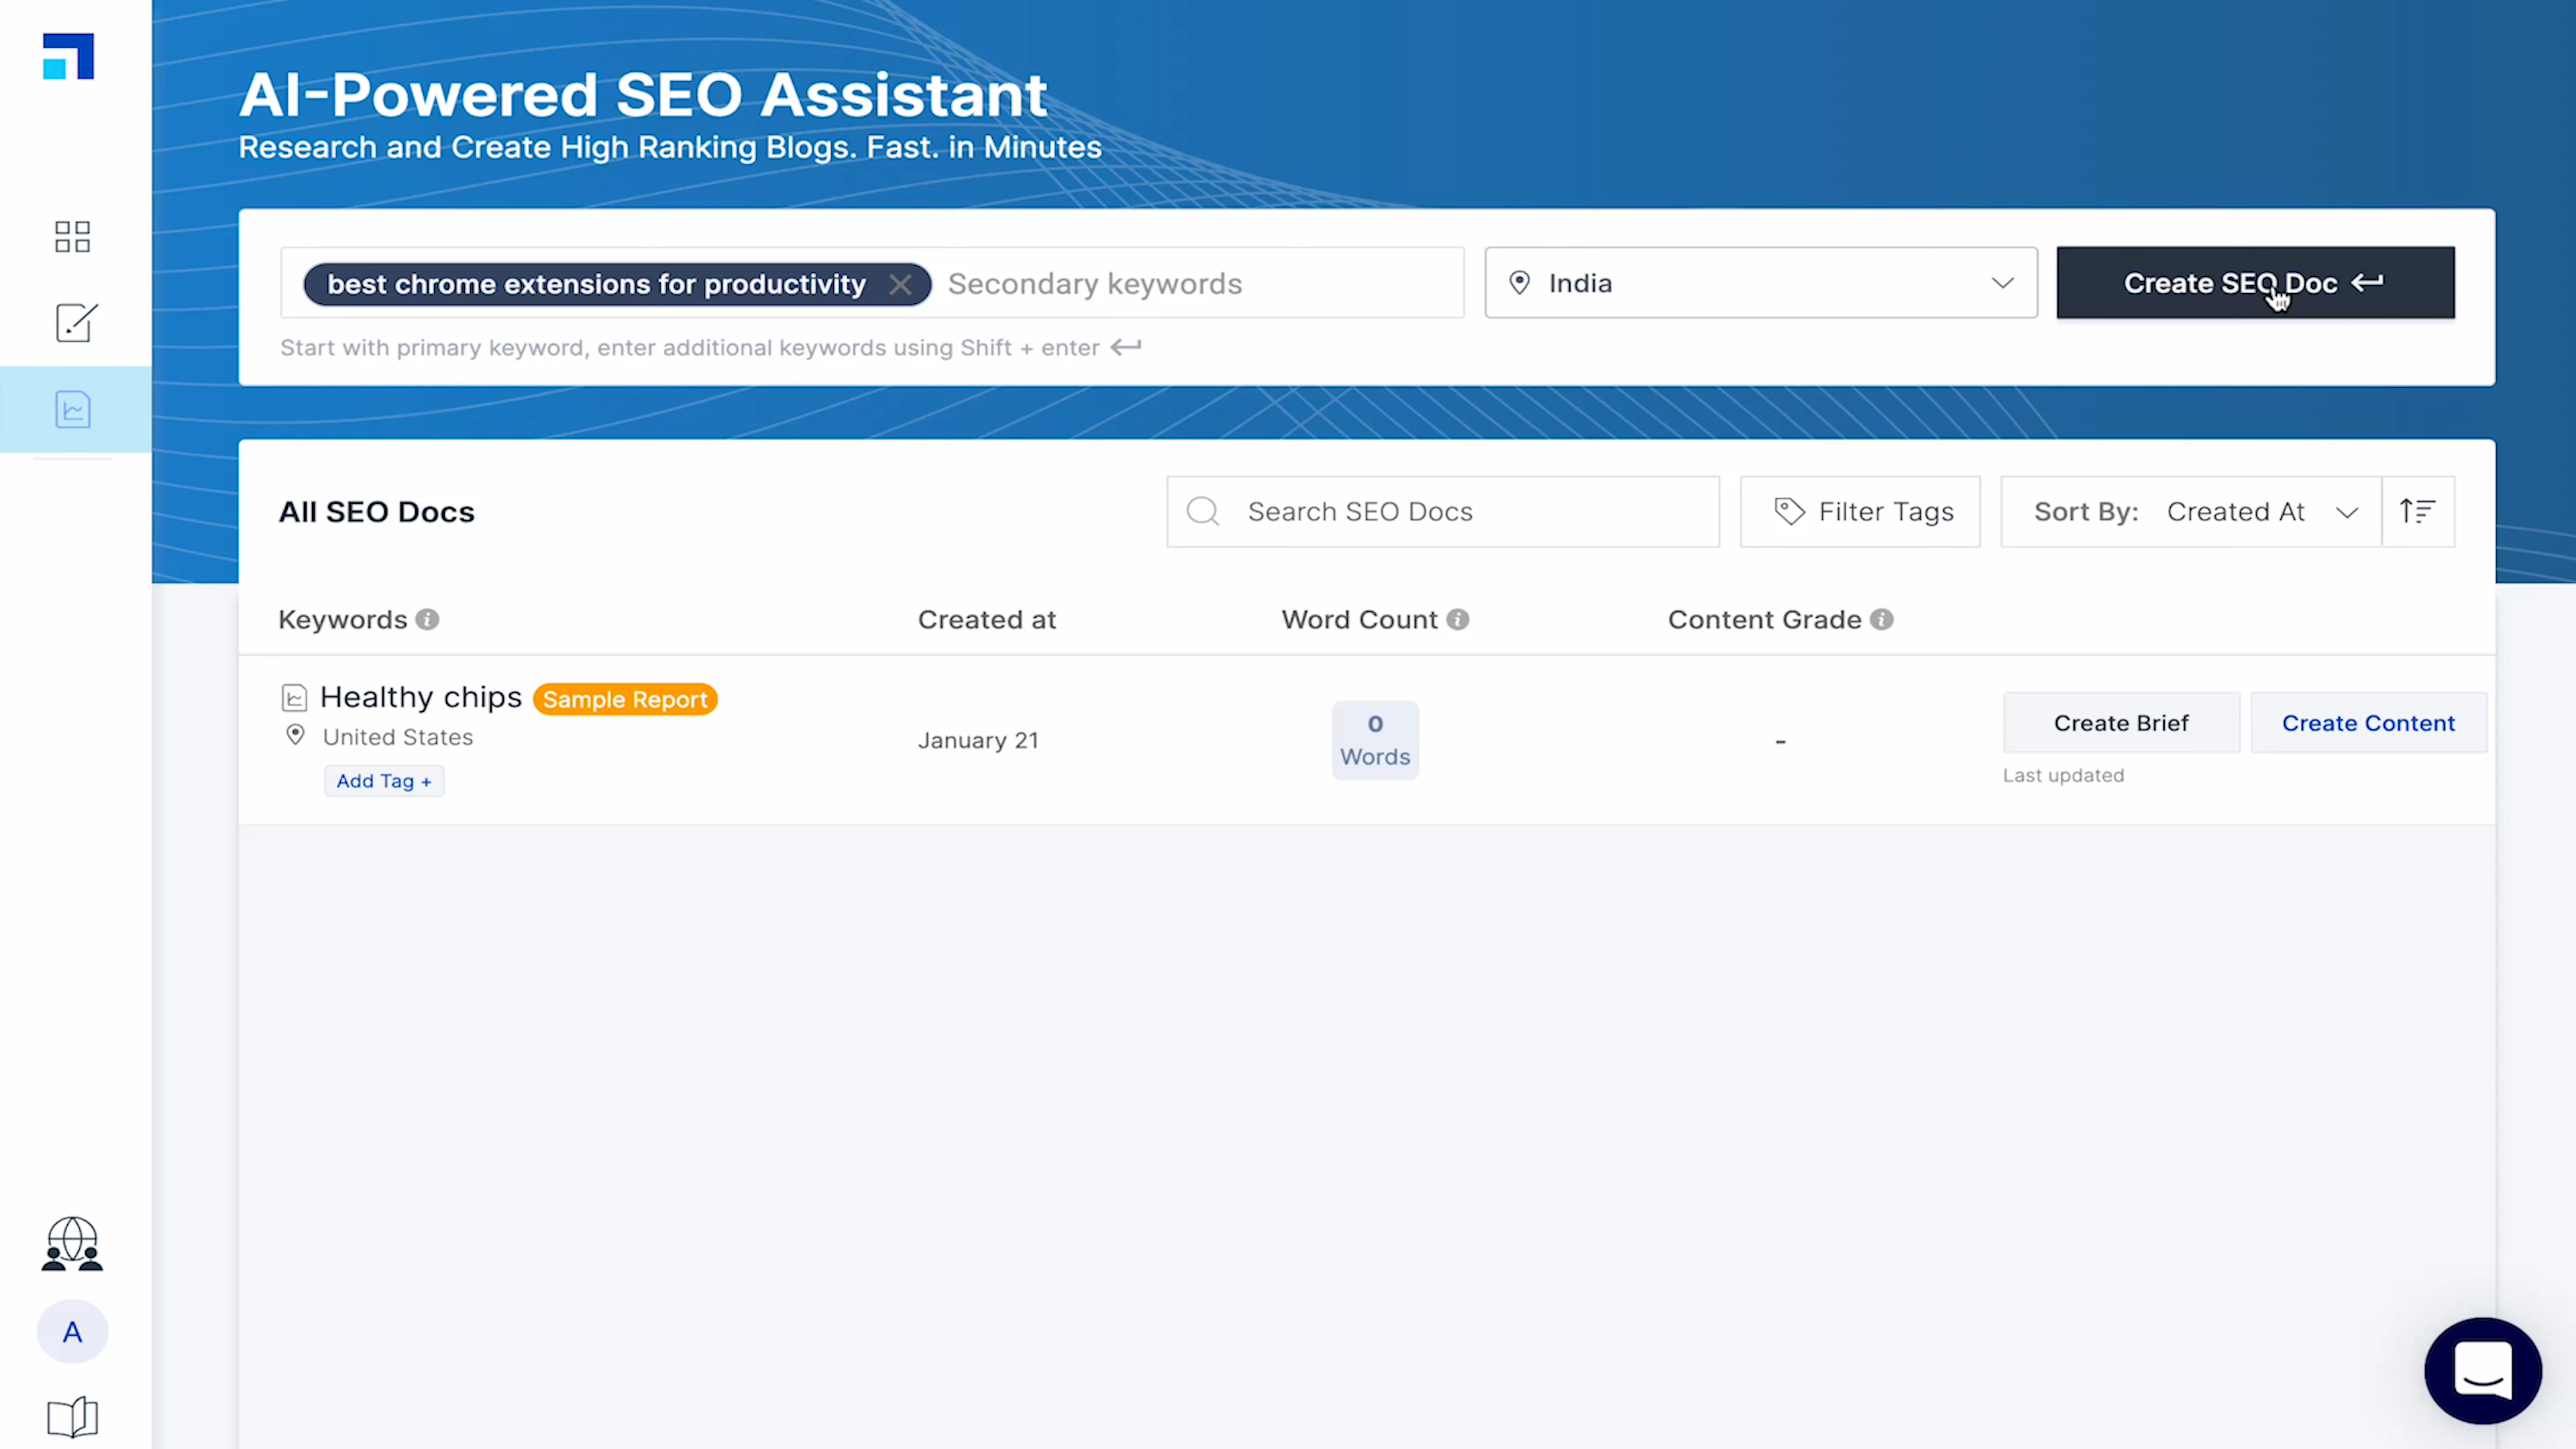 AI-Powered SEO Assistant
Research and Create High Ranking Blogs. Fast. in Minutes
best chrome extensions for productivity Secondary keywords India Create SEO Doc
Start with primary keyword, enter additional keywords using Shift + enter
All SEO Docs Search SEO Docs Filter Tags Sort By: Created At
Keywords Created at Word Count Content Grade
Healthy chips Sample Report
United States
Add Tag +
January 21
0
Words
-
Create Brief Create Content
Last updated
A